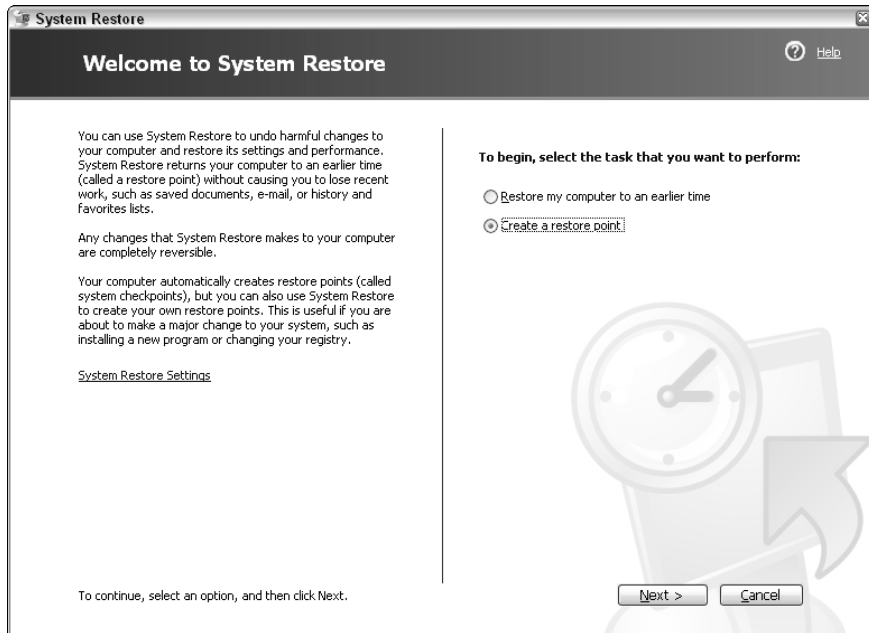 System Restore
Welcome to System Restore
Help
You can use System Restore to undo harmful changes to
your computer and restore its settings and performance.
System Restore returns your computer to an earlier time
(called a restore point) without causing you to lose recent
work, such as saved documents, e-mail, or history and
favorites lists.
Any changes that System Restore makes to your computer
are completely reversible.
Your computer automatically creates restore points (called
system checkpoints), but you can also use System Restore
to create your own restore points. This is useful if you are
about to make a major change to your system, such as
installing a new program or changing your registry.
System Restore Settings
To begin, select the task that you want to perform:
Restore my computer to an earlier time
Create a restore point
To continue, select an option, and then click Next.
Next >
Cancel